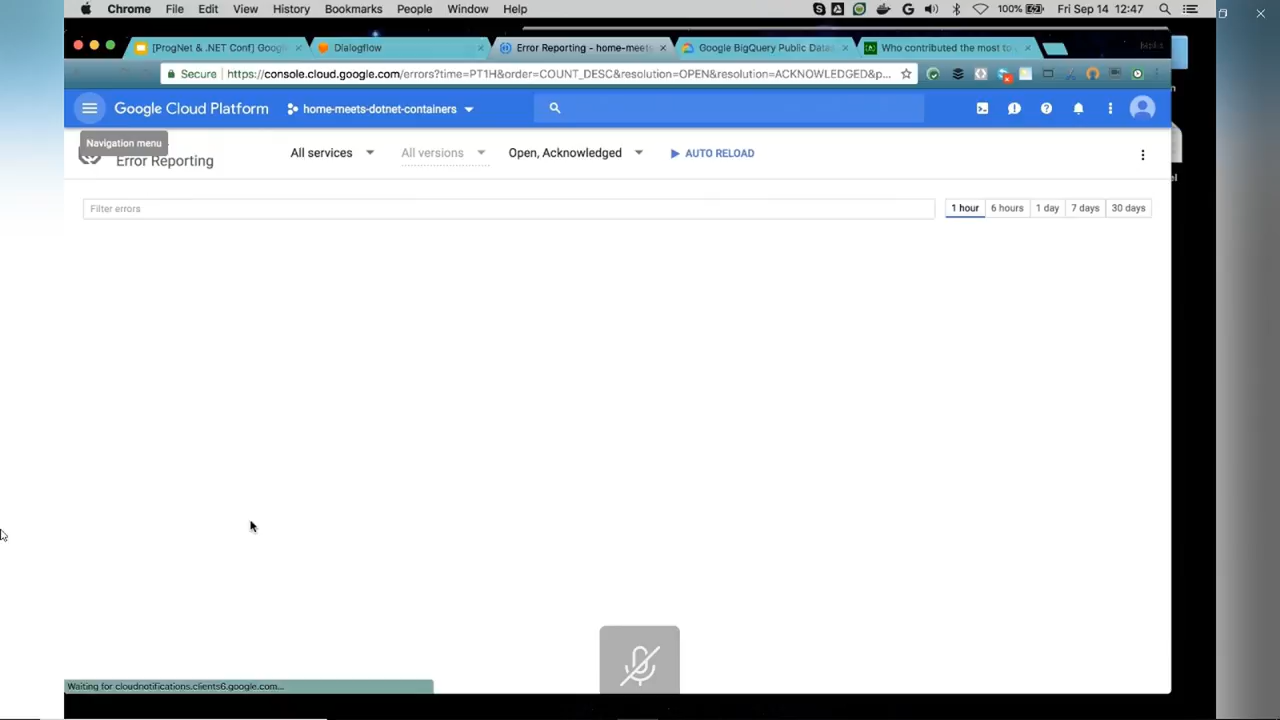 Chrome File Edit View History Bookmarks People Window Help 100% Fri Sep 14 12:47
[ProgNet & .NET Conf] Googl Dialogflow Error Reporting - home-meets Google BigQuery Public Data Who contributed the most to
Secure https://console.cloud.google.com/errors?time=PT1H&order=COUNT_DESC&resolution=OPEN&resolution=ACKNOWLEDGED&p...
Google Cloud Platform home-meets-dotnet-containers
Navigation menu
Error Reporting All services All versions Open, Acknowledged AUTO RELOAD
Filter errors 1 hour 6 hours 1 day 7 days 30 days
Waiting for cloudnotifications.clients6.google.com...